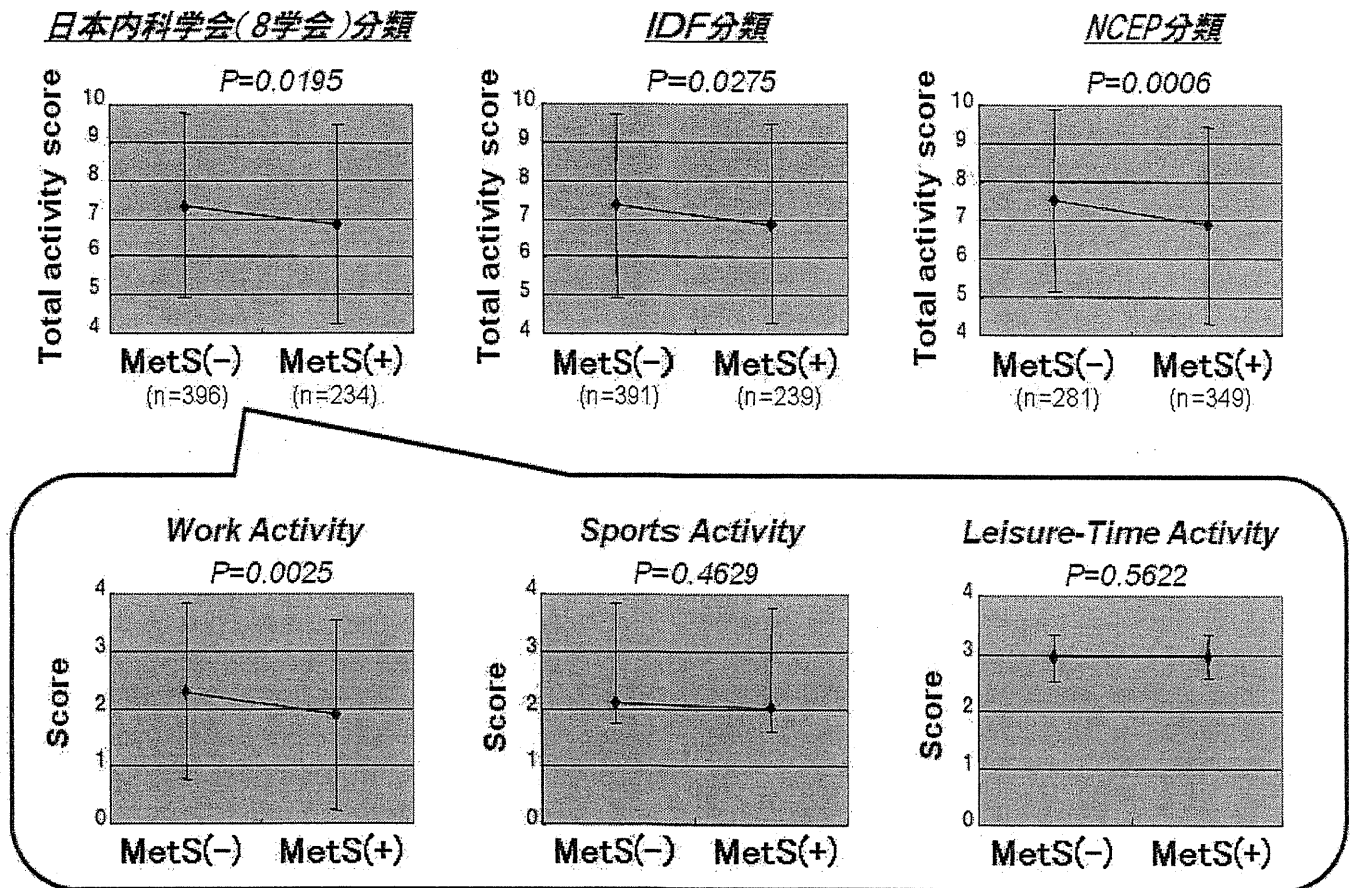 日本内科学会(8学会)分類
P=0.0195
Total activity score
10
9
8
7
6
5
4
MetS(-) MetS(+)
(n=396) (n=234)
IDF分類
P=0.0275
Total activity score
10
9
8
7
6
5
4
MetS(-) MetS(+)
(n=391) (n=239)
NCEP分類
P=0.0006
Total activity score
10
9
8
7
6
5
4
MetS(-) MetS(+)
(n=281) (n=349)
Work Activity
P=0.0025
Score
4
3
2
1
0
MetS(-) MetS(+)
Sports Activity
P=0.4629
Score
4
3
2
1
0
MetS(-) MetS(+)
Leisure-Time Activity
P=0.5622
Score
4
3
2
1
0
MetS(-) MetS(+)